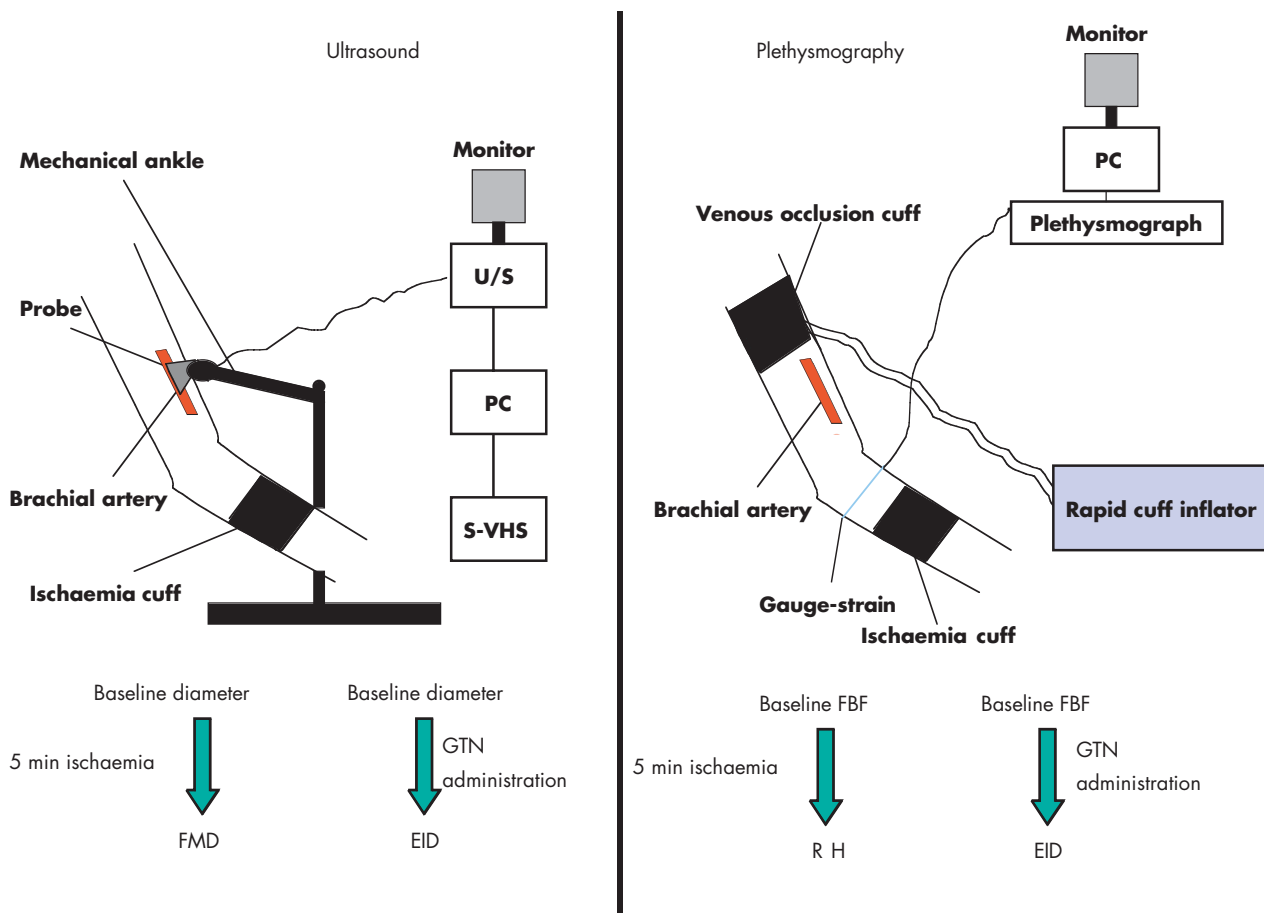 Ultrasound
Mechanical ankle
Monitor
U/S
Probe
PC
Brachial artery
S-VHS
Ischaemia cuff
Baseline diameter
5 min ischaemia
FMD
Baseline diameter
GTN
administration
EID
Plethysmography
Monitor
PC
Plethysmograph
Venous occlusion cuff
Brachial artery
Rapid cuff inflator
Gauge-strain
Ischaemia cuff
Baseline FBF
5 min ischaemia
R H
Baseline FBF
GTN
administration
EID